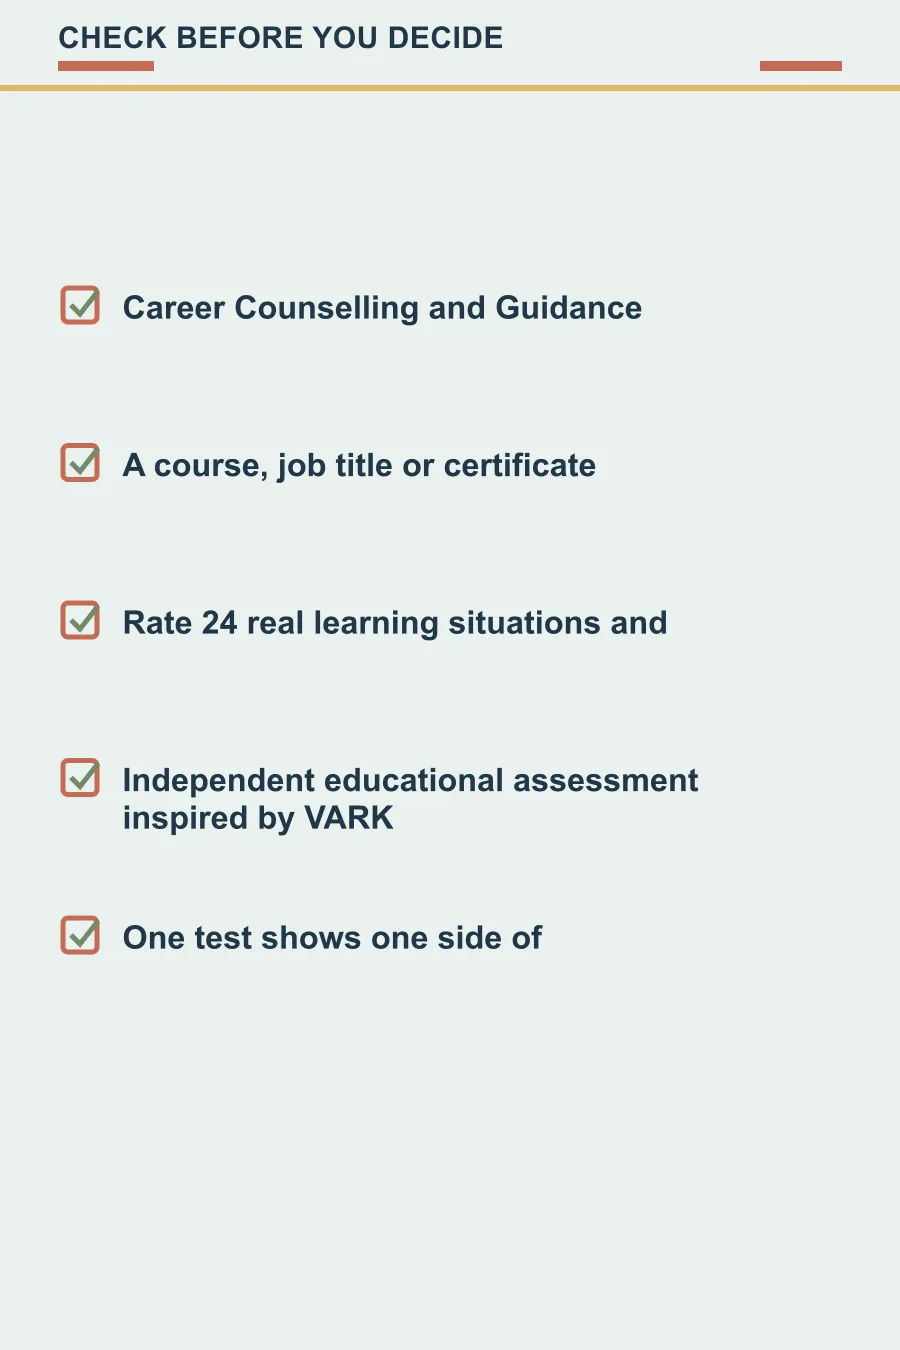 CHECK BEFORE YOU DECIDE
Career Counselling and Guidance
A course, job title or certificate
Rate 24 real learning situations and
Independent educational assessment
inspired by VARK
One test shows one side of